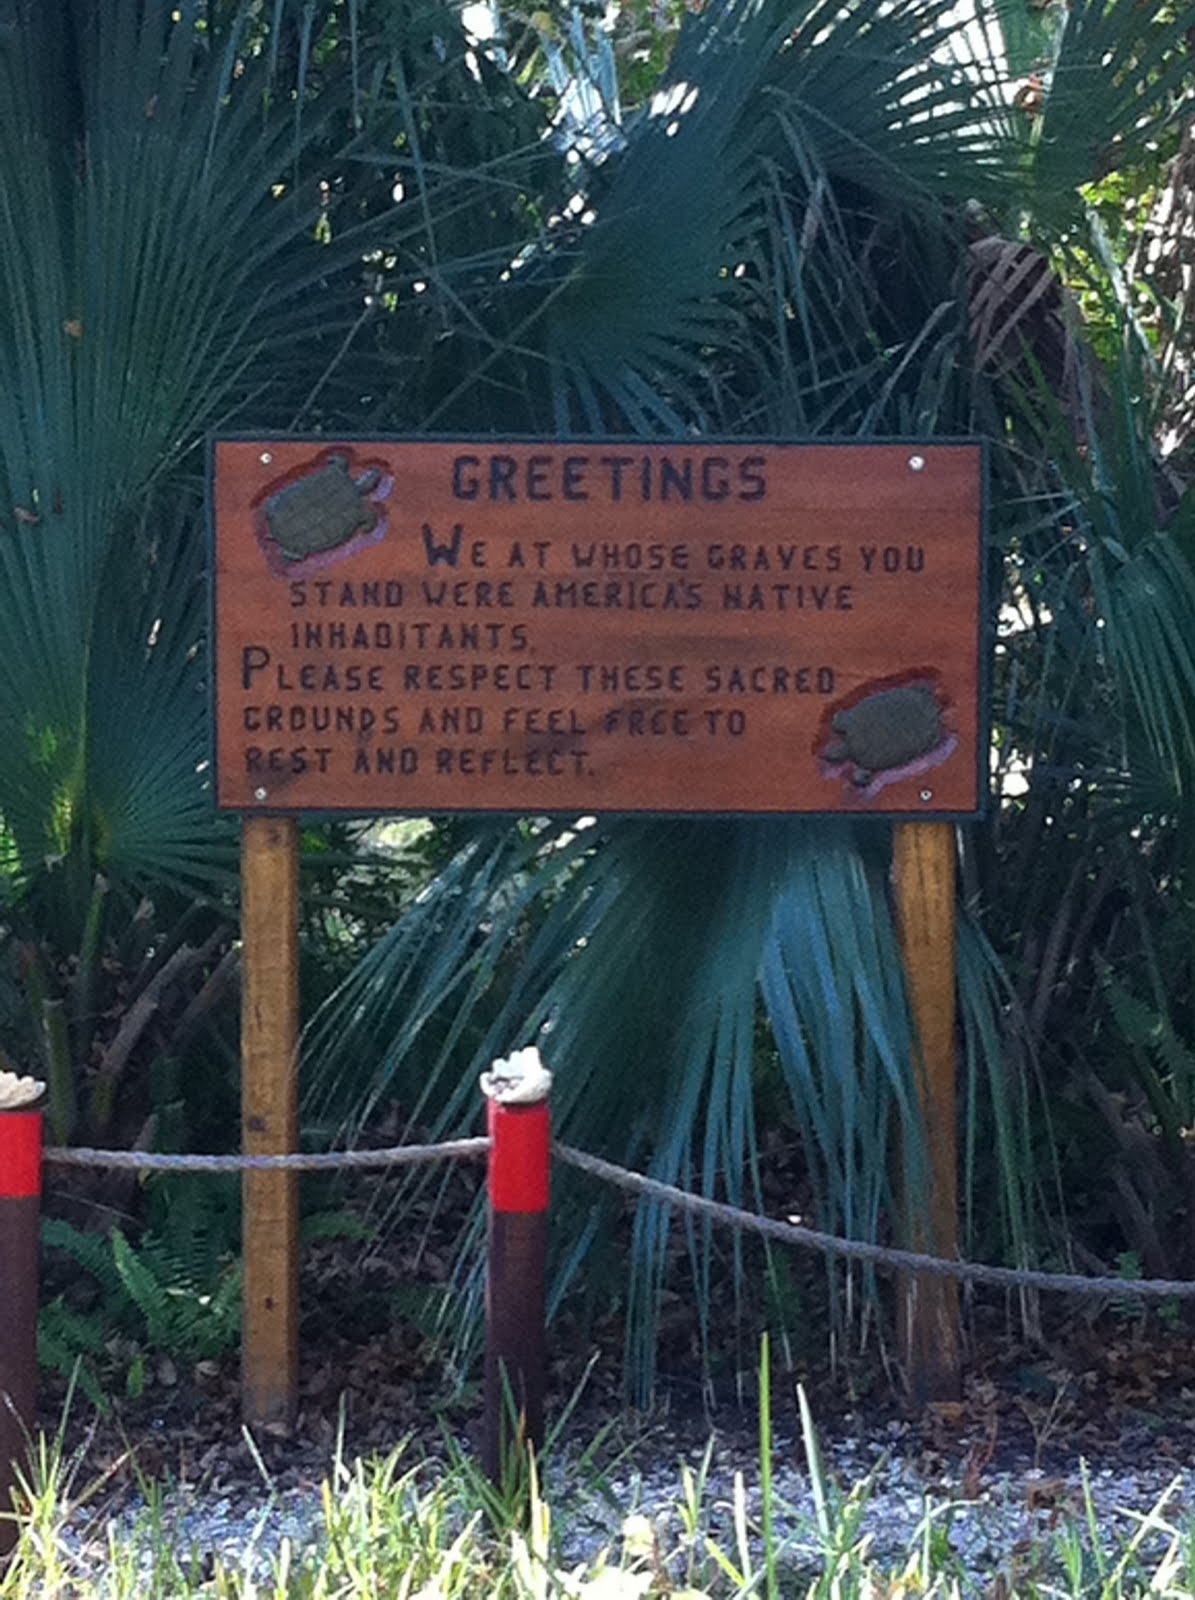 GREETINGS
WE AT WHOSE GRAVES YOU
STAND WERE AMERICA'S NATIVE
INHABITANTS.
PLEASE RESPECT THESE SACRED
GROUNDS AND FEEL FREE TO
REST AND REFLECT.